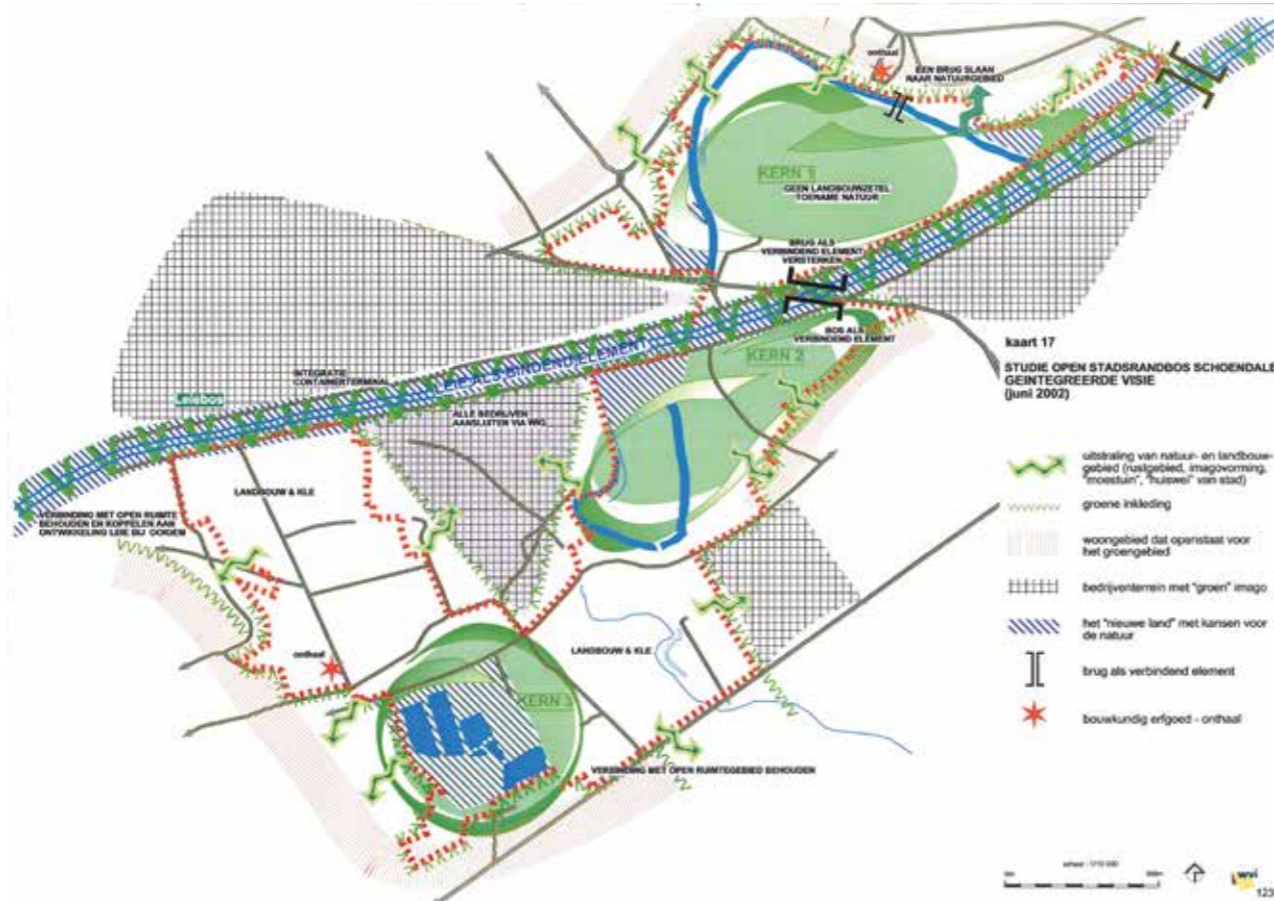 onthaal
EEN BRUG SLAAN
NAAR NATUURGEBIED
KERN 1
GEEN LANDBOUWZETEL
TOENAME NATUUR
BRUG ALS
VERBINDEND ELEMENT
VERSTERKEN
BOS ALS
VERBINDEND ELEMENT
KERN 2
LEIE ALS BINDEND ELEMENT
INTEGRATIE
CONTAINERTERMINAL
Leiebos
ALLE BEDRIJVEN
AANSLUITEN VIA WIG
LANDBOUW & KLE
VERBINDING MET OPEN RUIMTE
BEHOUDEN EN KOPPELEN AAN
ONTWIKKELING LEIE BIJ OOIGEM
onthaal
LANDBOUW & KLE
KERN 3
VERBINDING MET OPEN RUIMTEGEBIED BEHOUDEN
kaart 17
STUDIE OPEN STADSRANDBOS SCHOENDALE
GEINTEGREERDE VISIE
(juni 2002)
uitstraling van natuur- en landbouw-
gebied (rustgebied, imagovorming,
"moestuin", "huiswei" van stad)
groene inkleding
woongebied dat openstaat voor
het groengebied
bedrijventerrein met "groen" imago
het "nieuwe land" met kansen voor
de natuur
brug als verbindend element
bouwkundig erfgoed - onthaal
wvi
123